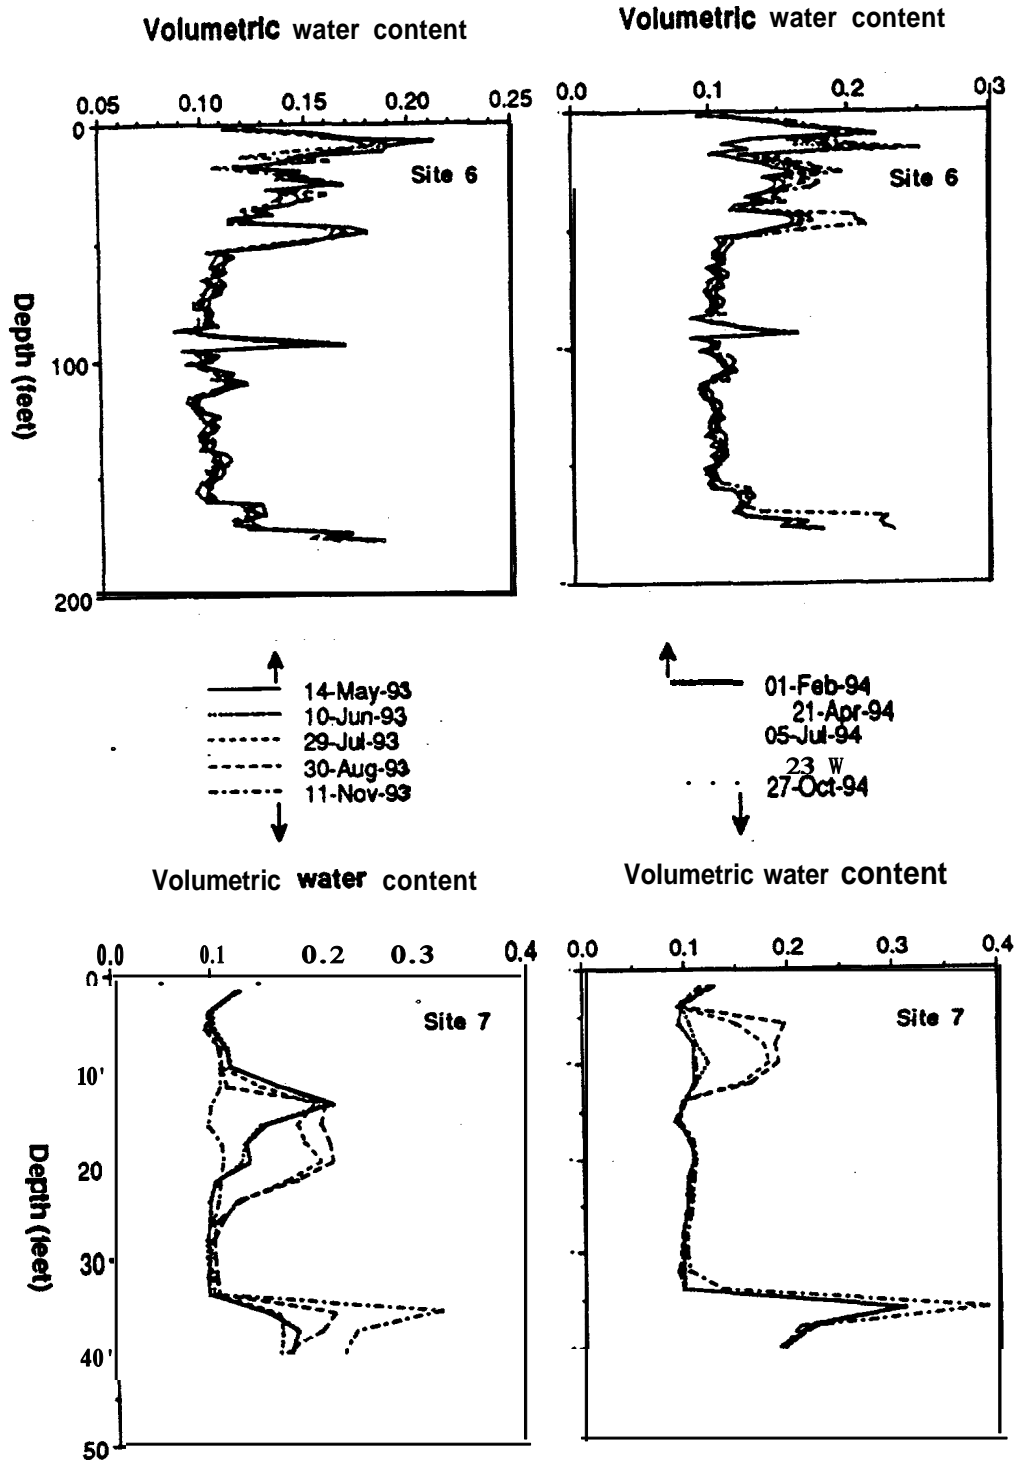 Volumetric water content
Volumetric water content
0.05 0.10 0.15 0.20 0.25
0.0 0.1 0.2 0.3
0
100
200
Depth (feet)
Site 6
Site 6
14-May-93
10-Jun-93
29-Jul-93
30-Aug-93
11-Nov-93
01-Feb-94
21-Apr-94
05-Jul-94
23 W
27-Oct-94
Volumetric water content
Volumetric water content
0.0 0.1 0.2 0.3 0.4
0.0 0.1 0.2 0.3 0.4
0
10'
20
30'
40'
50
Depth (feet)
Site 7
Site 7